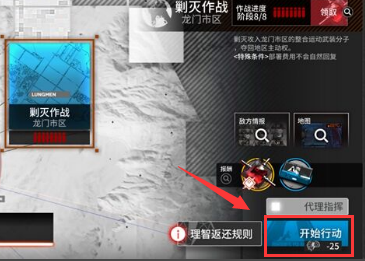 剿灭作战
龙门市区
作战进度
阶段8/8
领取
剿灭攻入龙门市区的整合运动武装分子
，夺回地区主动权。
<特殊条件>部署费用不会自然回复
LUNGMEN
剿灭作战
龙门市区
敌方情报
地图
报酬
代理指挥
理智返还规则
开始行动
-25